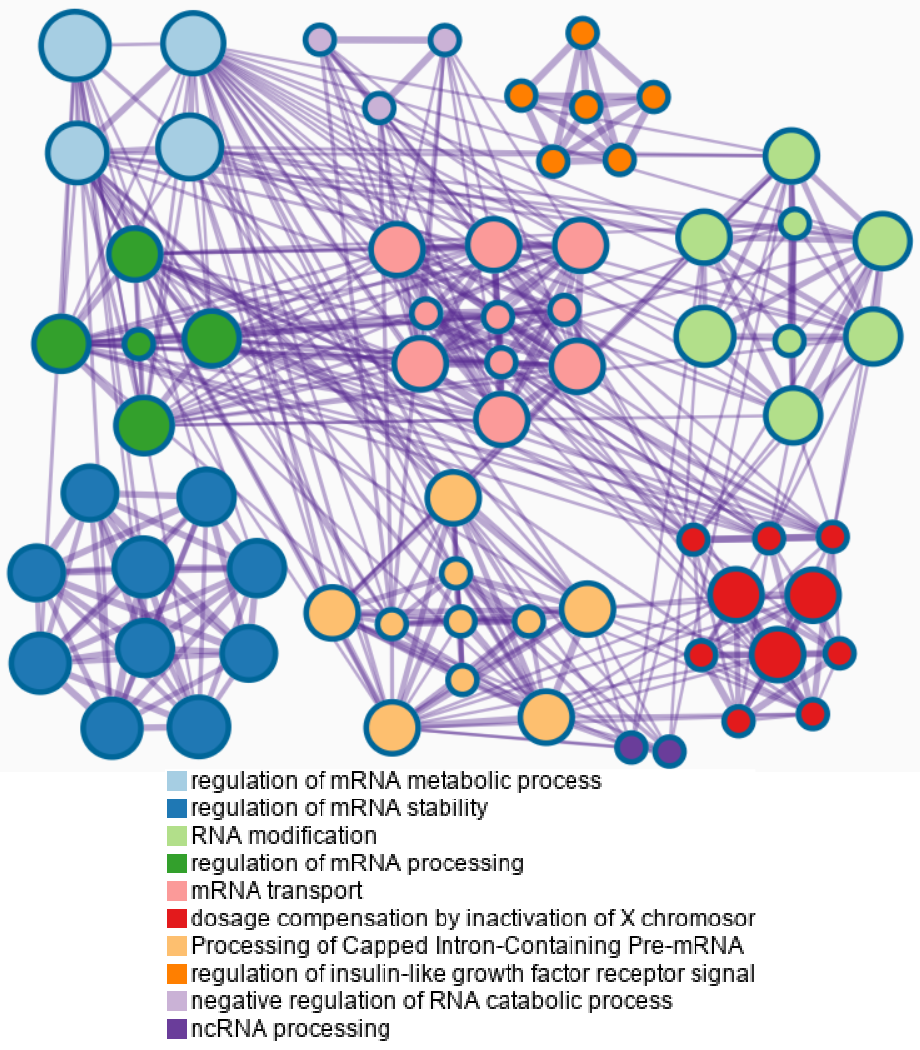 regulation of mRNA metabolic process
regulation of mRNA stability
RNA modification
regulation of mRNA processing
mRNA transport
dosage compensation by inactivation of X chromosor
Processing of Capped Intron-Containing Pre-mRNA
regulation of insulin-like growth factor receptor signal
negative regulation of RNA catabolic process
ncRNA processing